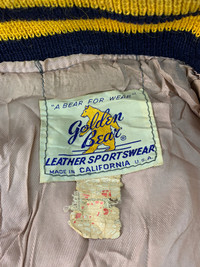 "A BEAR FOR WEAR"
Golden
Bear®
LEATHER SPORTSWEAR
MADE IN CALIFORNIA U.S.A.